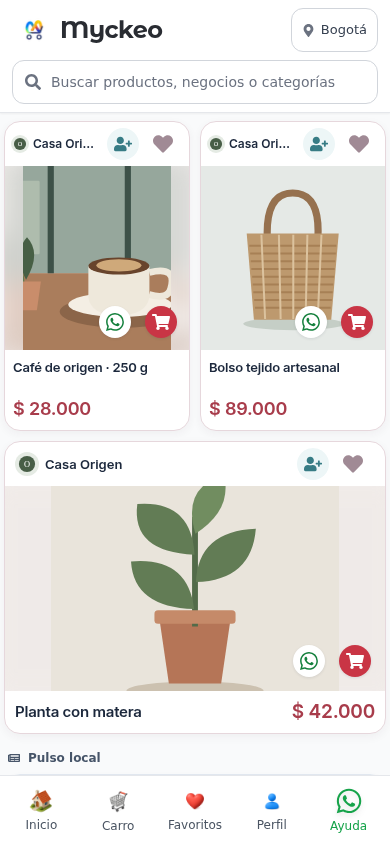 Myckeo
Bogotá
Buscar productos, negocios o categorías
Casa Ori...
Casa Ori...
Café de origen · 250 g
$ 28.000
Bolso tejido artesanal
$ 89.000
Casa Origen
Planta con matera
$ 42.000
Pulso local
Inicio
Carro
Favoritos
Perfil
Ayuda